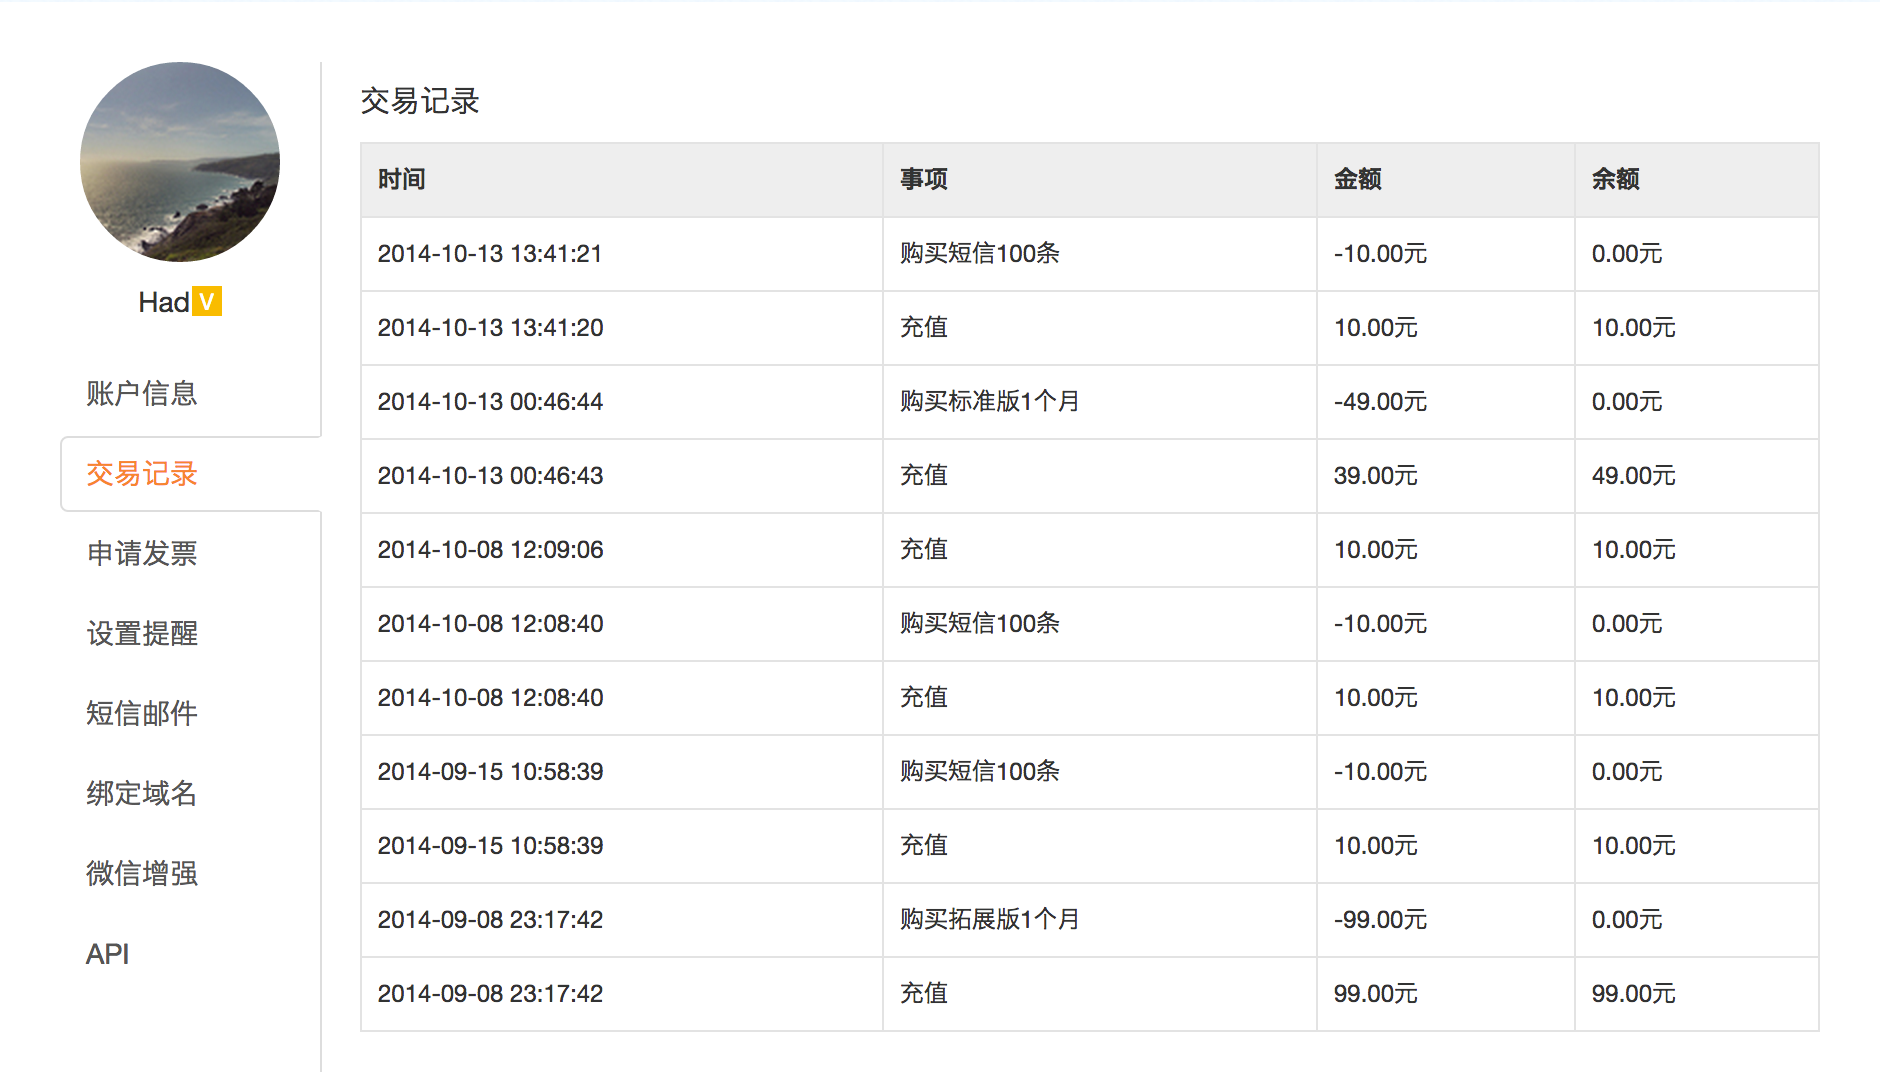 Had V
账户信息
交易记录
申请发票
设置提醒
短信邮件
绑定域名
微信增强
API
交易记录
时间 事项 金额 余额
2014-10-13 13:41:21 购买短信100条 -10.00元 0.00元
2014-10-13 13:41:20 充值 10.00元 10.00元
2014-10-13 00:46:44 购买标准版1个月 -49.00元 0.00元
2014-10-13 00:46:43 充值 39.00元 49.00元
2014-10-08 12:09:06 充值 10.00元 10.00元
2014-10-08 12:08:40 购买短信100条 -10.00元 0.00元
2014-10-08 12:08:40 充值 10.00元 10.00元
2014-09-15 10:58:39 购买短信100条 -10.00元 0.00元
2014-09-15 10:58:39 充值 10.00元 10.00元
2014-09-08 23:17:42 购买拓展版1个月 -99.00元 0.00元
2014-09-08 23:17:42 充值 99.00元 99.00元